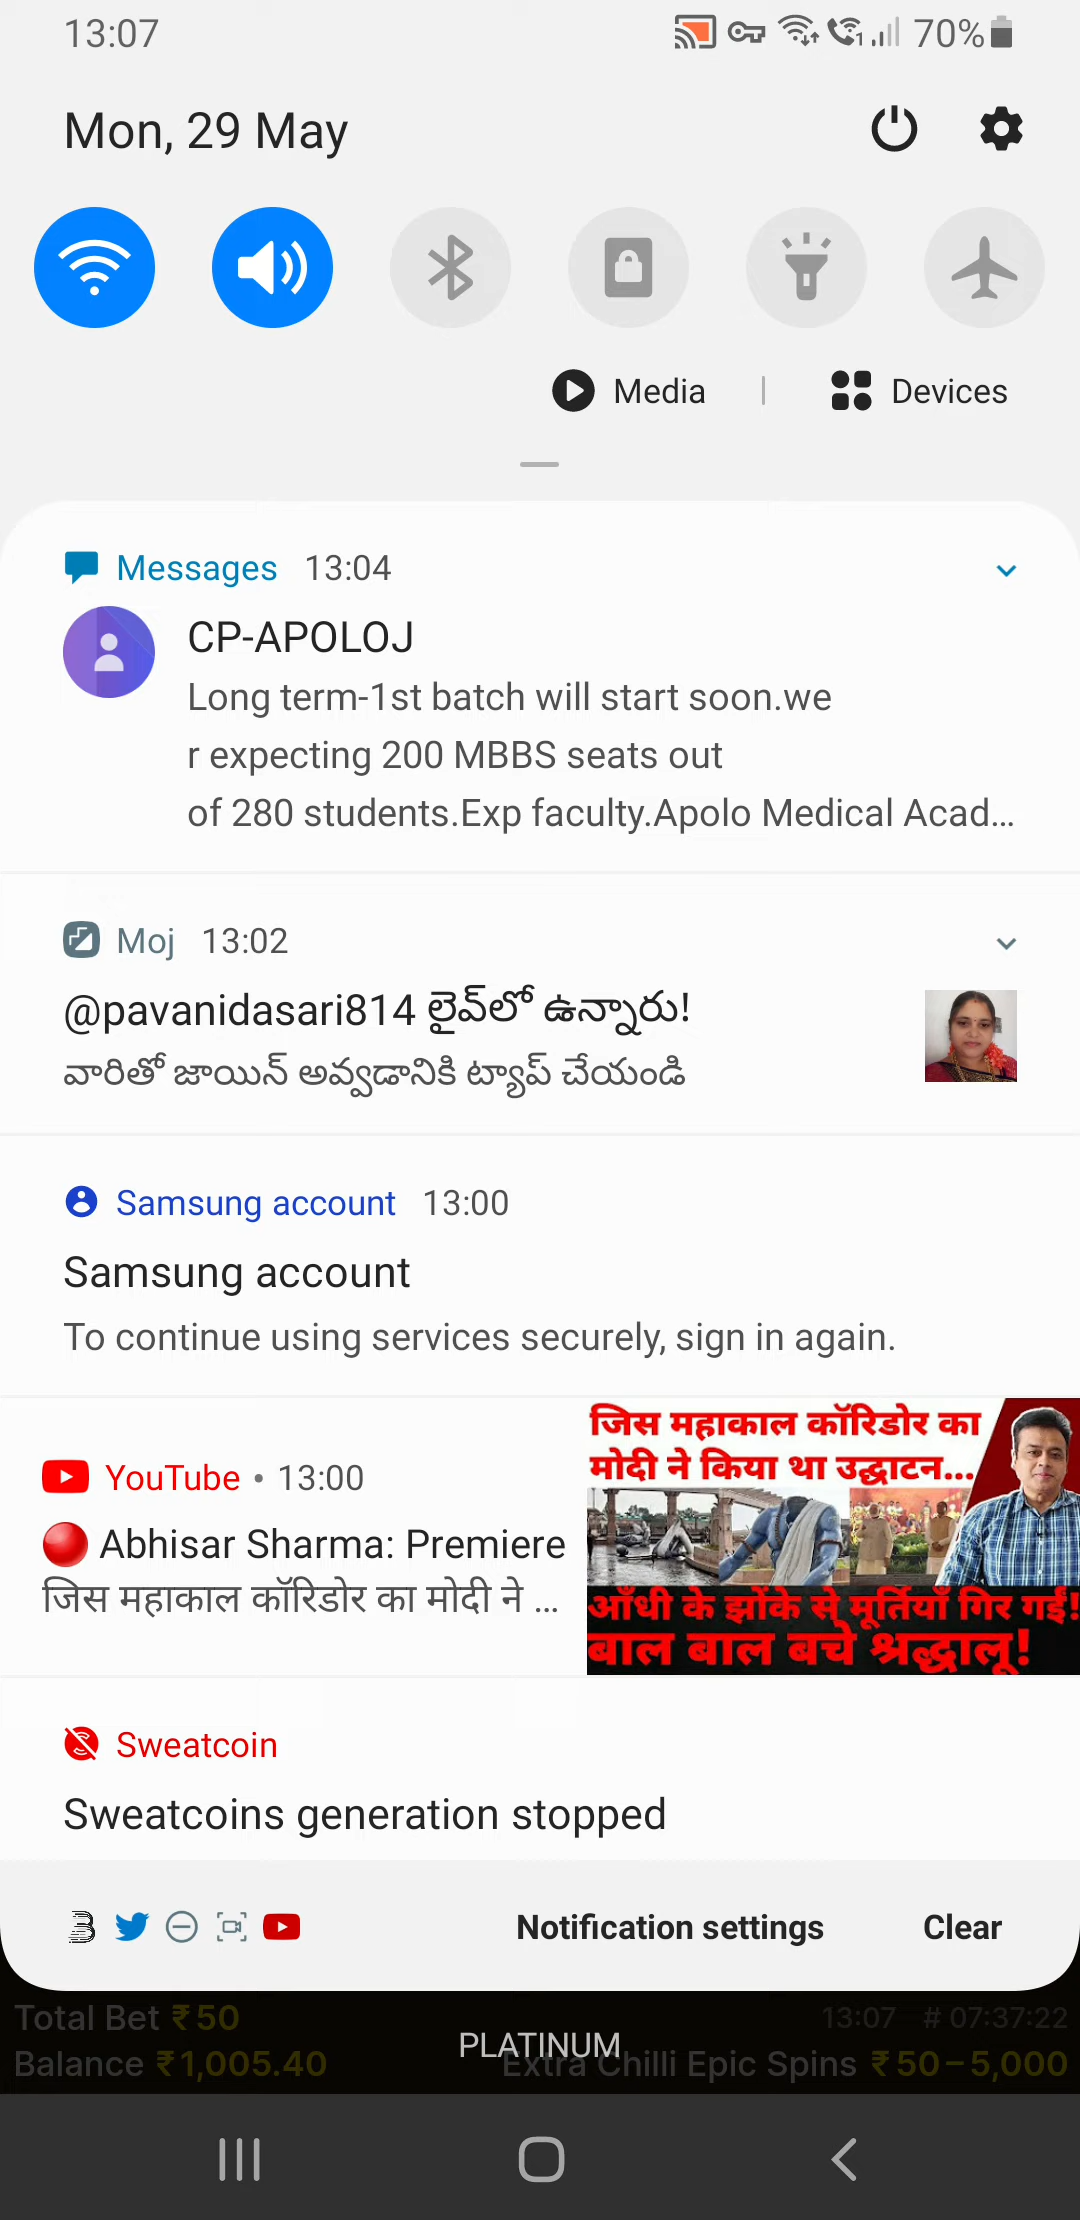 13:07
70%
Mon, 29 May
Media
Devices
Messages 13:04
CP-APOLOJ
Long term-1st batch will start soon.we
r expecting 200 MBBS seats out
of 280 students.Exp faculty.Apolo Medical Acad...
Moj 13:02
@pavanidasari814 లైవ్‌లో ఉన్నారు!
వారితో జాయిన్ అవ్వడానికి ట్యాప్ చేయండి
Samsung account 13:00
Samsung account
To continue using services securely, sign in again.
YouTube • 13:00
🔴 Abhisar Sharma: Premiere
जिस महाकाल कॉरिडोर का मोदी ने ...
जिस महाकाल कॉरिडोर का
मोदी ने किया था उद्घाटन...
आँधी के झोंके से मूर्तियाँ गिर गईं!
बाल बाल बचे श्रद्धालू!
Sweatcoin
Sweatcoins generation stopped
Notification settings
Clear
Total Bet ₹50
13:07 # 07:37:22
PLATINUM
Balance ₹1,005.40
Extra Chilli Epic Spins ₹50-5,000